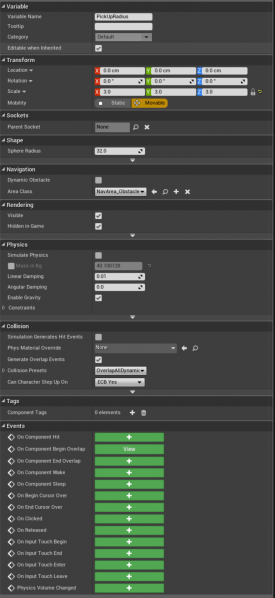 Variable
Variable Name PickUpRadius
Tooltip
Category Default
Editable when Inherited
Transform
Location X 0.0 cm Y 0.0 cm Z 0.0 cm
Rotation X 0.0 ° Y 0.0 ° Z 0.0 °
Scale X 3.0 Y 3.0 Z 3.0
Mobility Static Movable
Sockets
Parent Socket None
Shape
Sphere Radius 32.0
Navigation
Dynamic Obstacle
Area Class NavArea_Obstacle
Rendering
Visible
Hidden in Game
Physics
Simulate Physics
Mass in Kg
Linear Damping 0.01
Angular Damping 0.0
Enable Gravity
Constraints
Collision
Simulation Generates Hit Events
Phys Material Override None
Generate Overlap Events
Collision Presets OverlapAllDynamic
Can Character Step Up On ECB Yes
Tags
Component Tags 0 elements
Events
On Component Hit
On Component Begin Overlap View
On Component End Overlap
On Component Wake
On Component Sleep
On Begin Cursor Over
On End Cursor Over
On Clicked
On Released
On Input Touch Begin
On Input Touch End
On Input Touch Enter
On Input Touch Leave
Physics Volume Changed